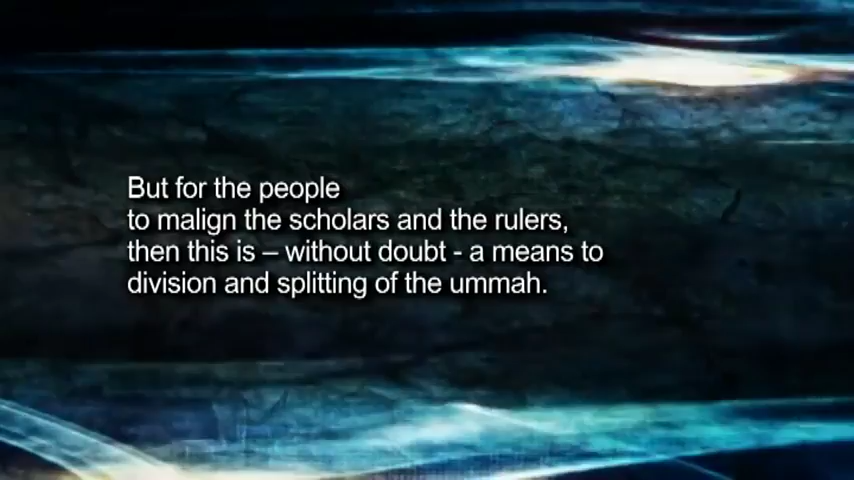 But for the people
to malign the scholars and the rulers,
then this is – without doubt - a means to
division and splitting of the ummah.